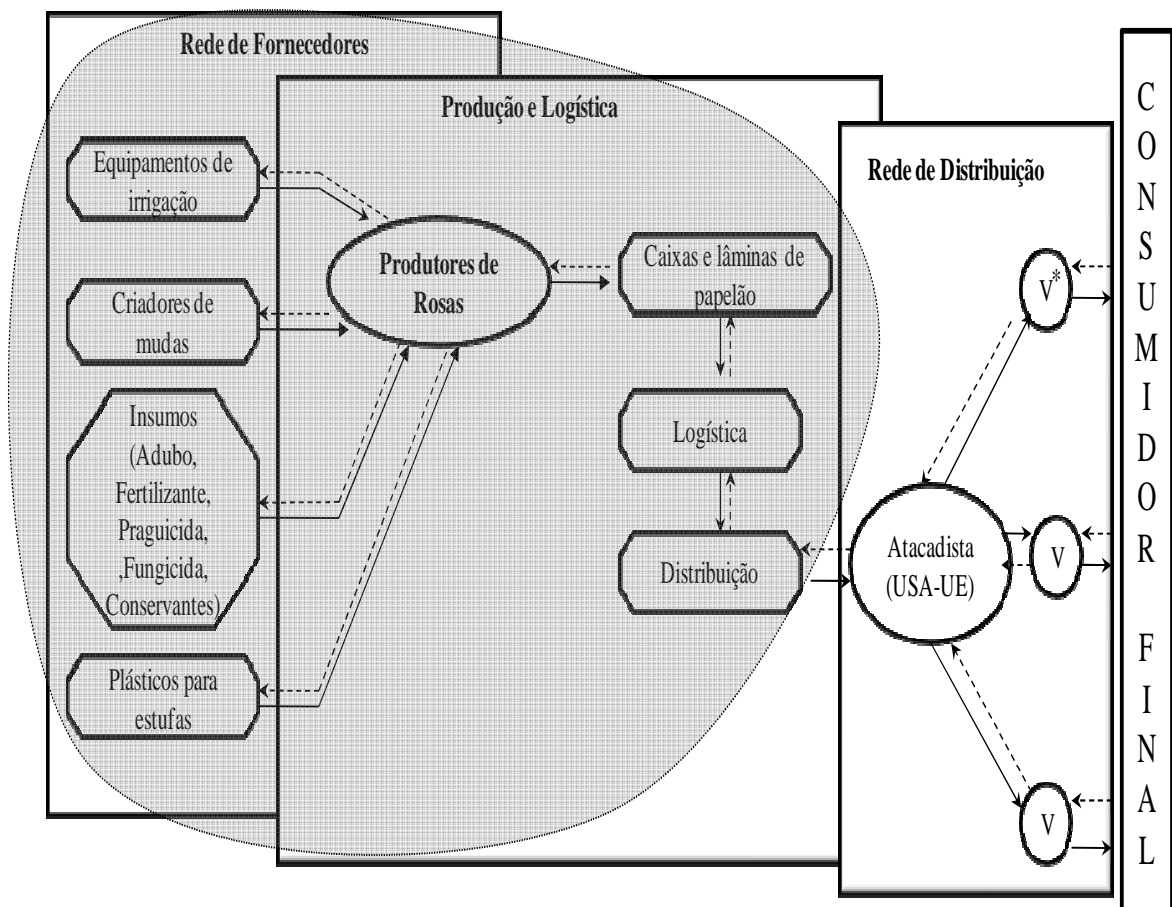 Rede de Fornecedores
Produção e Logística
Rede de Distribuição
Equipamentos de
irrigação
Criadores de
mudas
Insumos
(Adubo,
Fertilizante,
Praguicida,
,Fungicida,
Conservantes)
Plásticos para
estufas
Produtores de
Rosas
Caixas e lâminas de
papelão
Logística
Distribuição
Atacadista
(USA-UE)
V*
V
V
C
O
N
S
U
M
I
D
O
R
F
I
N
A
L